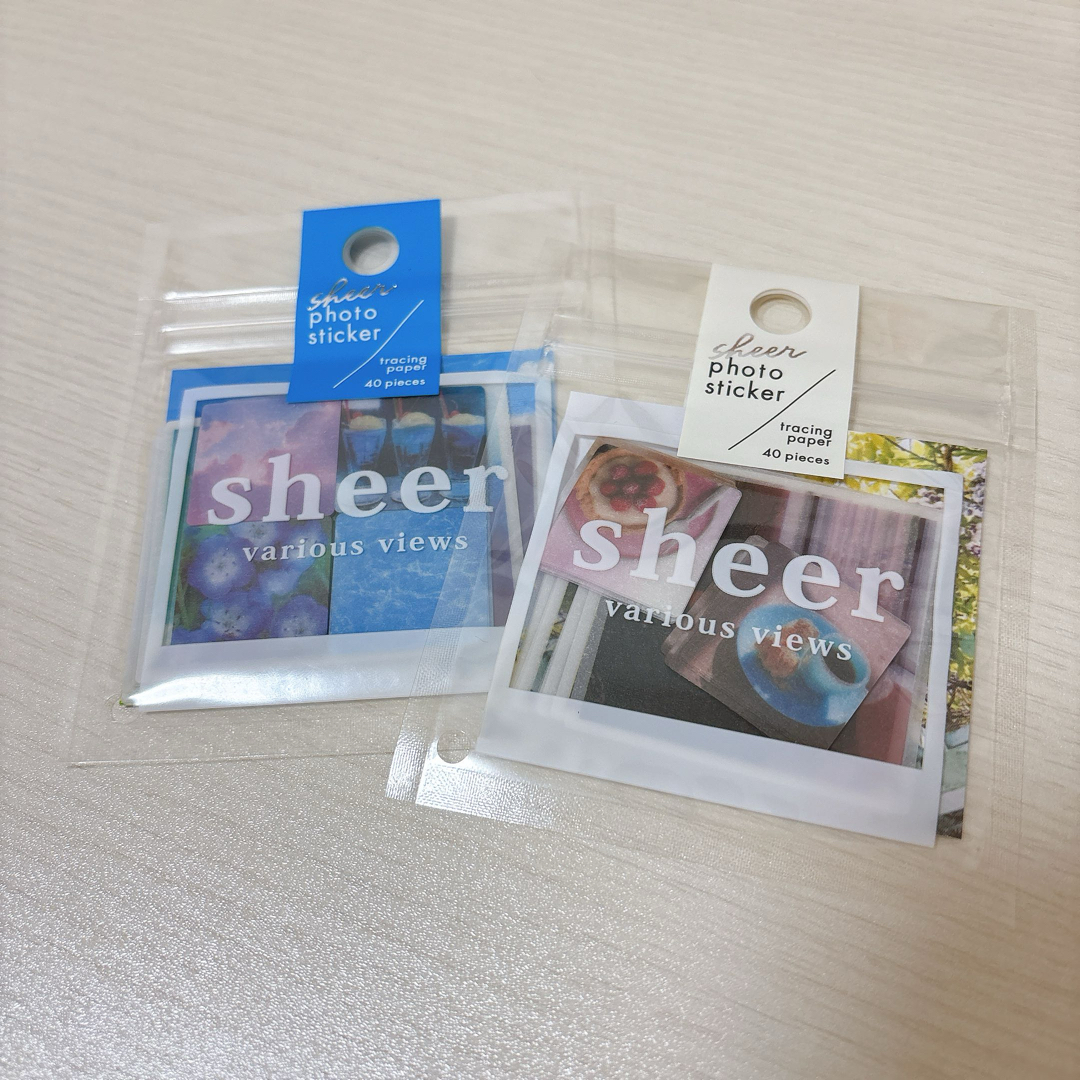 sheer
photo
sticker
tracing
paper
40 pieces
sheer
various views
sheer
photo
sticker
tracing
paper
40 pieces
sheer
various views